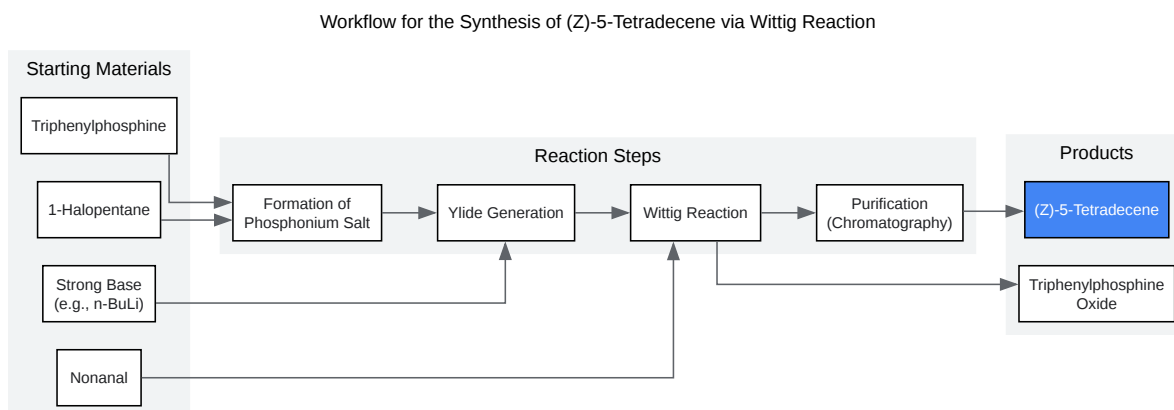 Workflow for the Synthesis of (Z)-5-Tetradecene via Wittig Reaction
Starting Materials
Triphenylphosphine
1-Halopentane
Strong Base
(e.g., n-BuLi)
Nonanal
Reaction Steps
Formation of
Phosphonium Salt
Ylide Generation
Wittig Reaction
Purification
(Chromatography)
Products
(Z)-5-Tetradecene
Triphenylphosphine
Oxide